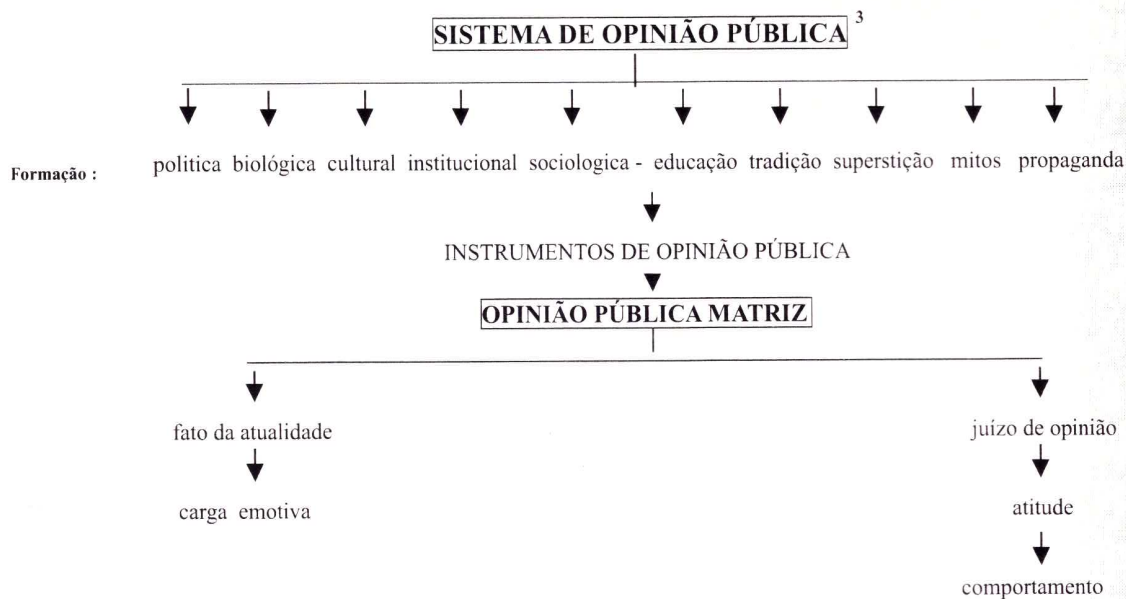 SISTEMA DE OPINIÃO PÚBLICA 3
Formação : politica biológica cultural institucional sociologica - educação tradição superstição mitos propaganda
INSTRUMENTOS DE OPINIÃO PÚBLICA
OPINIÃO PÚBLICA MATRIZ
fato da atualidade juízo de opinião
carga emotiva atitude
comportamento